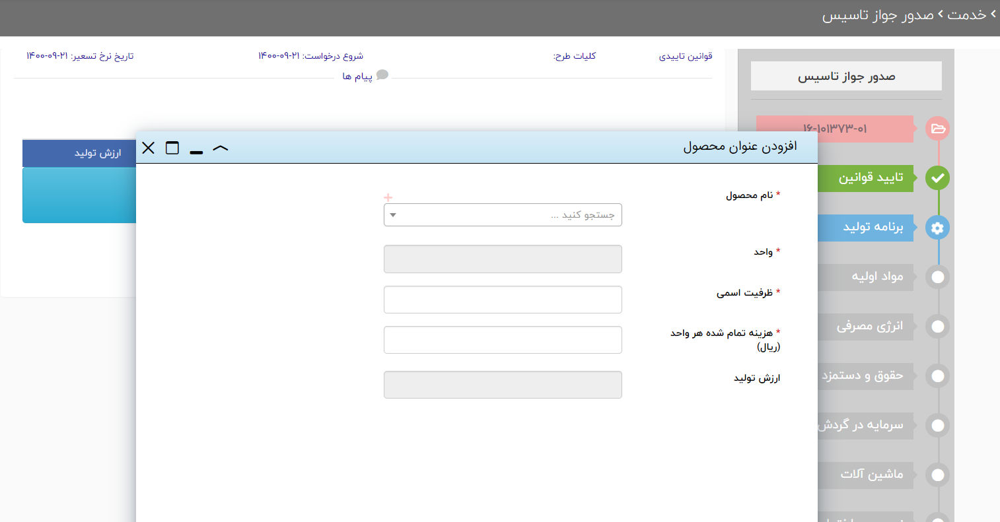 › خدمت › صدور جواز تاسیس
صدور جواز تاسیس
۱۶-۱۰۱۳۷۳-۰۱
تایید قوانین
برنامه تولید
مواد اولیه
انرژی مصرفی
حقوق و دستمزد
سرمایه در گردش
ماشین آلات
قوانین تاییدی
کلیات طرح:
شروع درخواست: ۱۴۰۰-۰۹-۲۱
تاریخ نرخ تسعیر: ۱۴۰۰-۰۹-۲۱
پیام ها
ارزش تولید
افزودن عنوان محصول
* نام محصول
جستجو کنید ...
* واحد
* ظرفیت اسمی
* هزینه تمام شده هر واحد
(ریال)
ارزش تولید